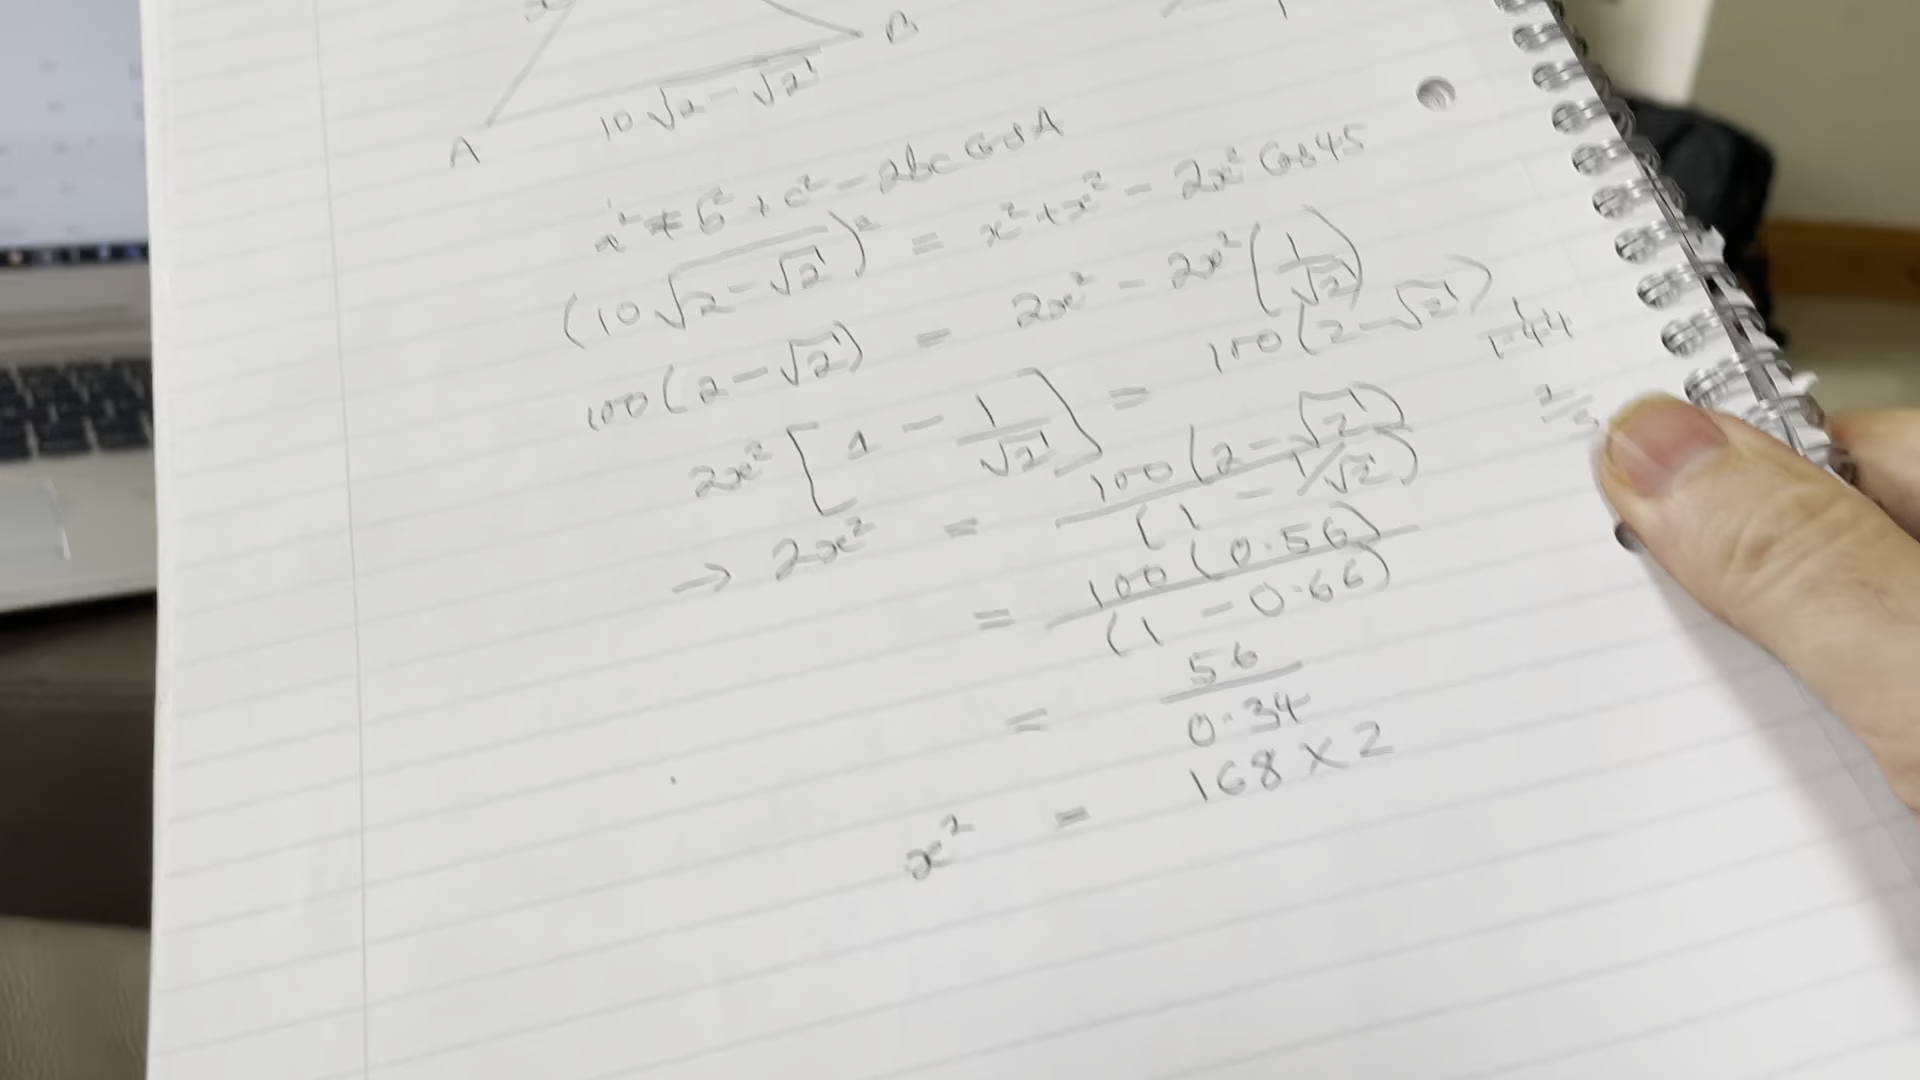 x
B
10√2-√2
A
a² = b² + c² - 2bc Cos A
(10√2-√2)² = x² + x² - 2x² Cos 45
100(2-√2) = 2x² - 2x²(1/√2)
2x²[1 - 1/√2] = 100(2-√2)
1.44
→ 2x² = 100(2-√2)/(1 - 1/√2)
= 100(0.56)/(1 - 0.66)
= 56/0.34
x² = 168 × 2